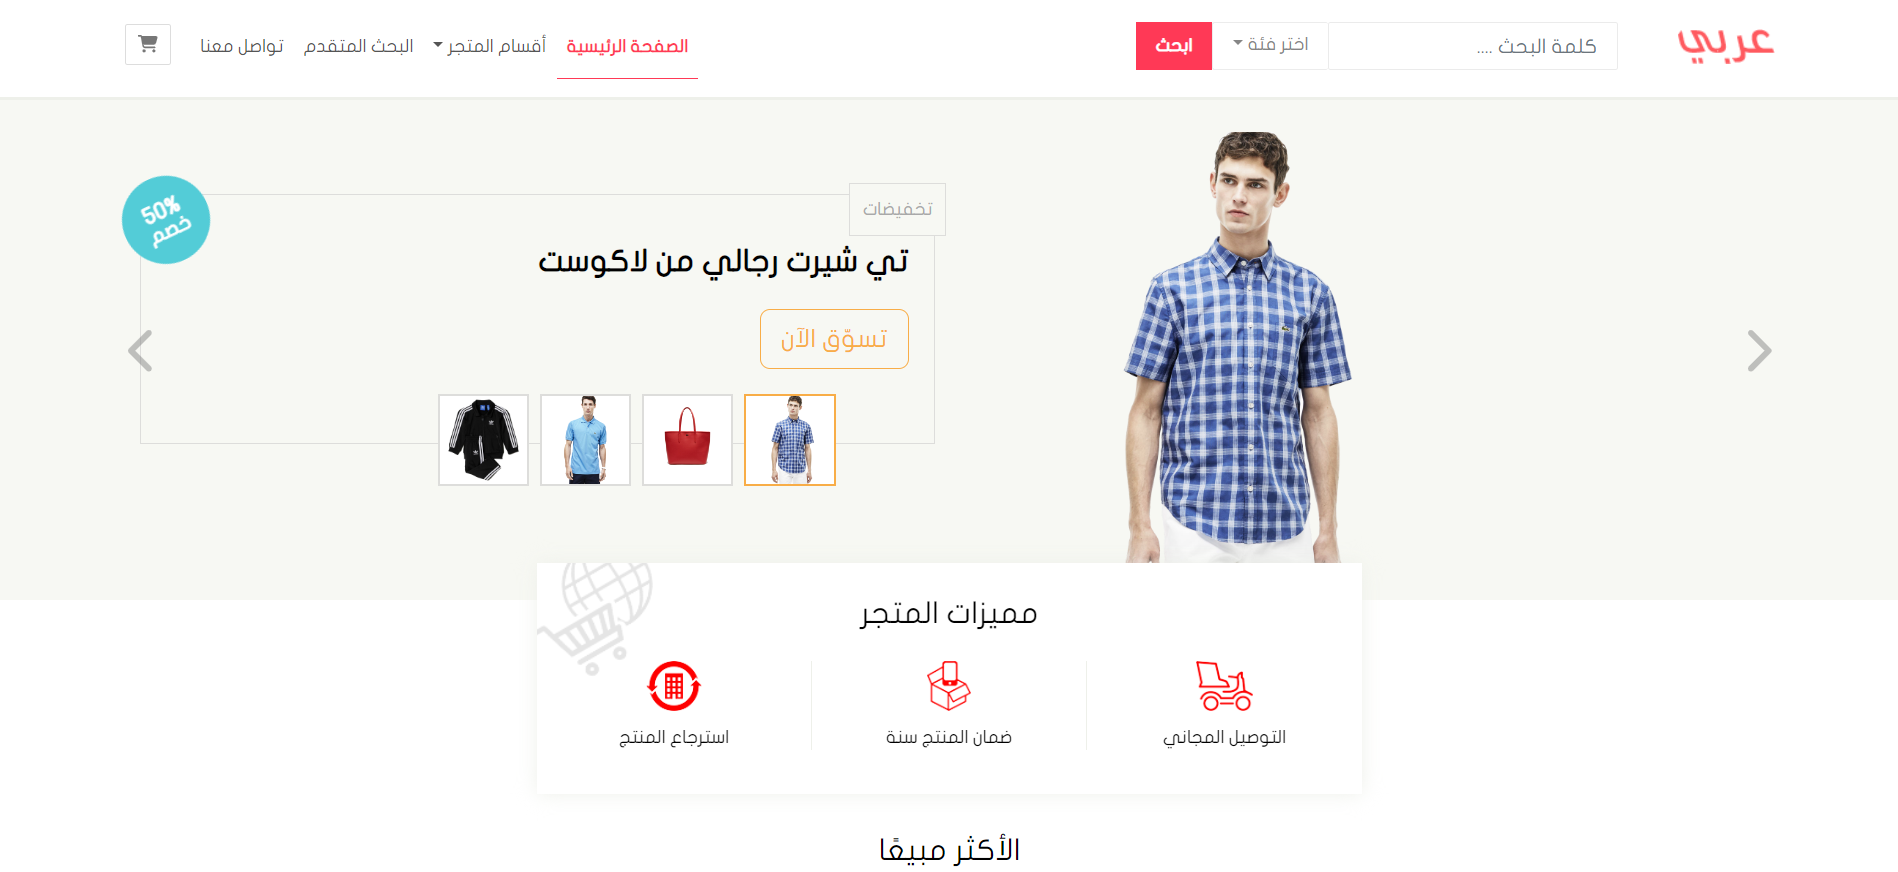 عربي
كلمة البحث ....
اختر فئة
ابحث
الصفحة الرئيسية
أقسام المتجر
البحث المتقدم
تواصل معنا
تخفيضات
50%
خصم
تي شيرت رجالي من لاكوست
تسوّق الآن
مميزات المتجر
التوصيل المجاني
ضمان المنتج سنة
استرجاع المنتج
الأكثر مبيعًا